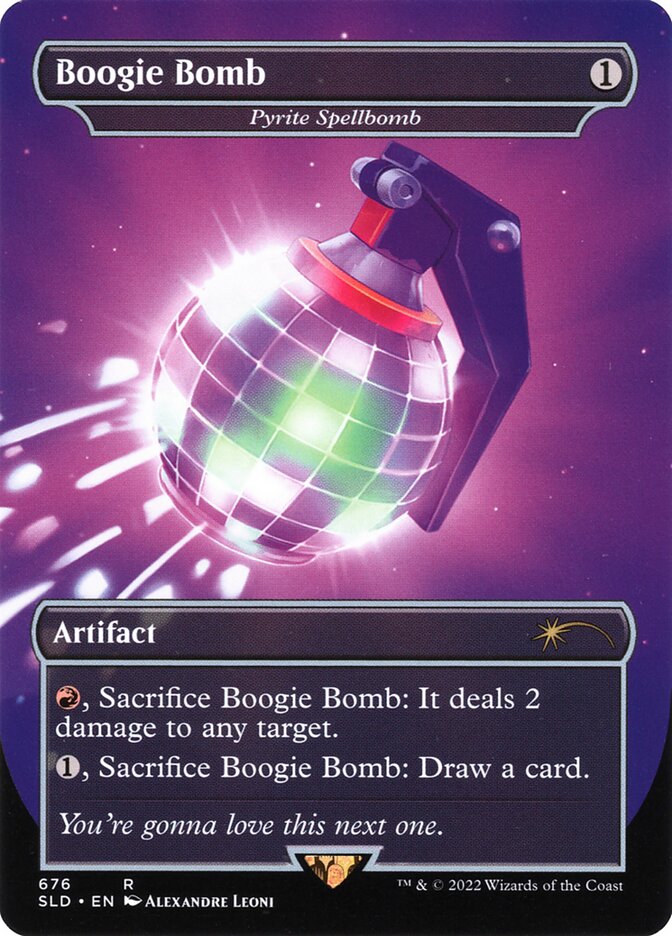 Boogie Bomb 1
Pyrite Spellbomb
Artifact
, Sacrifice Boogie Bomb: It deals 2
damage to any target.
1, Sacrifice Boogie Bomb: Draw a card.
You're gonna love this next one.
676 R
SLD • EN Alexandre Leoni
™ & © 2022 Wizards of the Coast